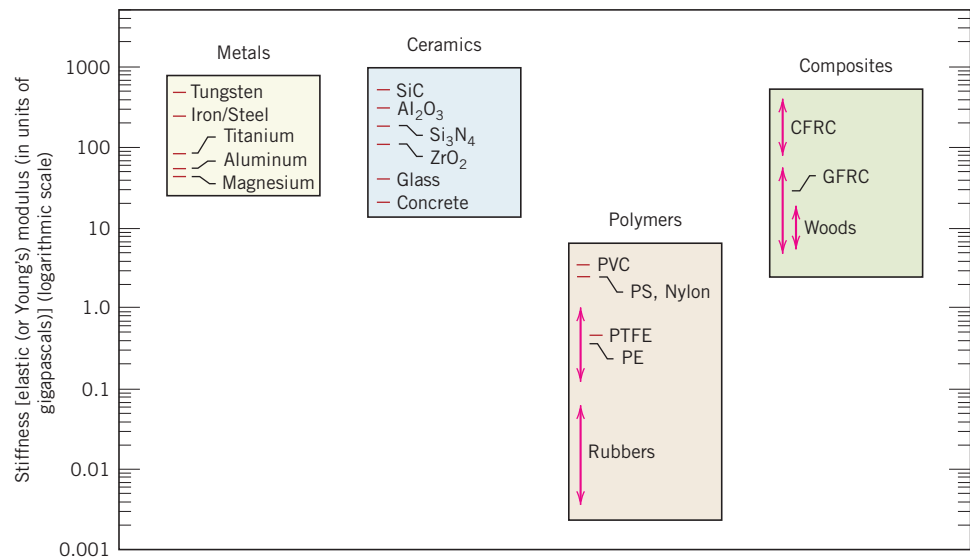 Stiffness [elastic (or Young's) modulus (in units of
gigapascals)] (logarithmic scale)
1000
100
10
1.0
0.1
0.01
0.001
Metals
Tungsten
Iron/Steel
Titanium
Aluminum
Magnesium
Ceramics
SiC
Al₂O₃
Si₃N₄
ZrO₂
Glass
Concrete
Polymers
PVC
PS, Nylon
PTFE
PE
Rubbers
Composites
CFRC
GFRC
Woods